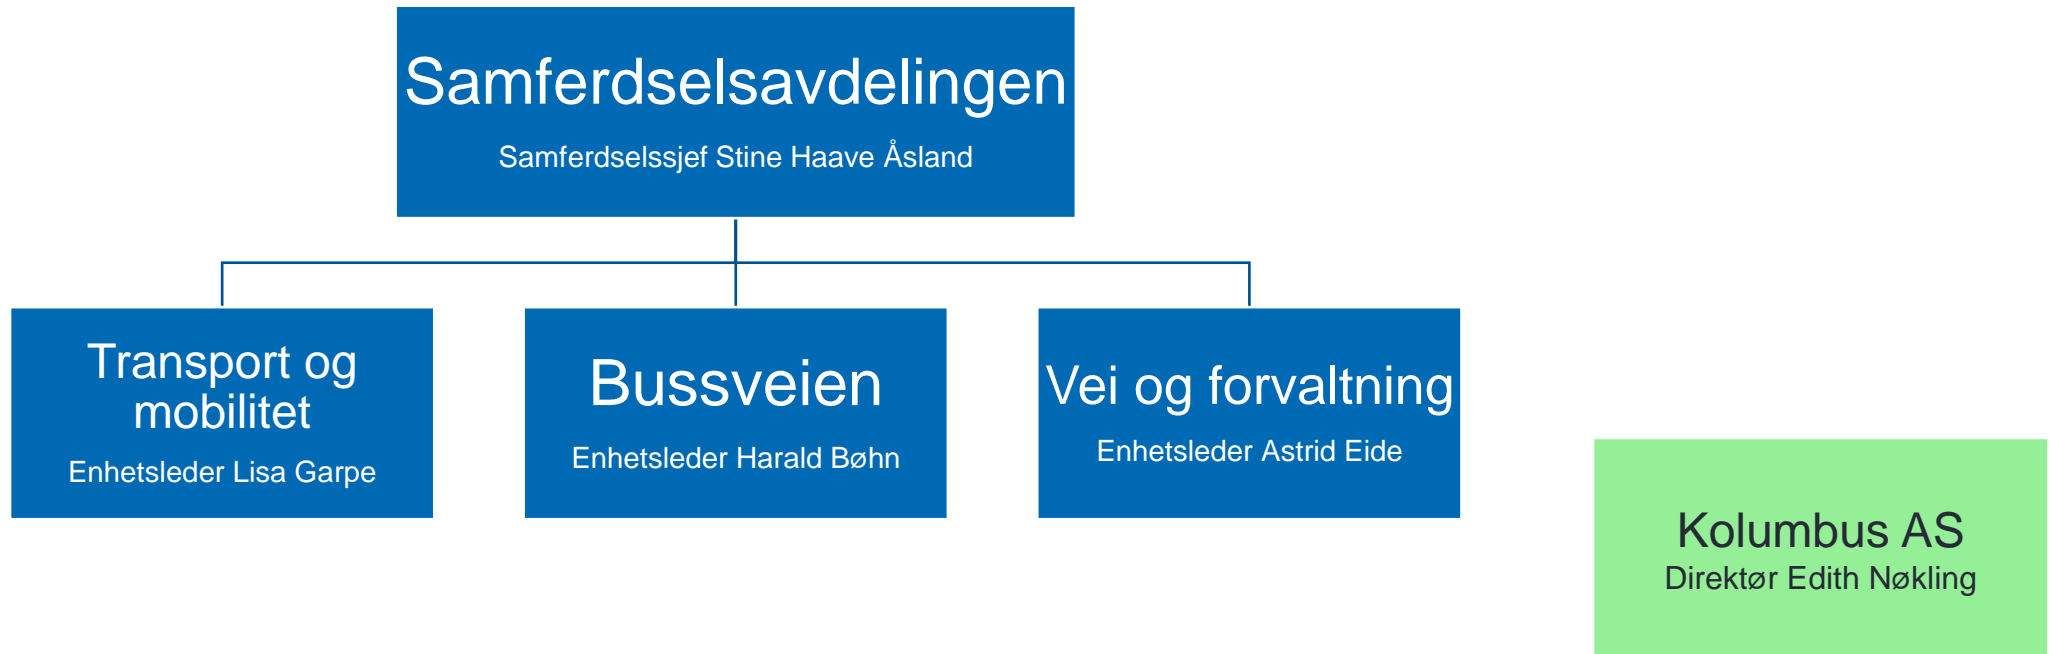 Samferdselsavdelingen
Samferdselssjef Stine Haave Åsland
Transport og
mobilitet
Enhetsleder Lisa Garpe
Bussveien
Enhetsleder Harald Bøhn
Vei og forvaltning
Enhetsleder Astrid Eide
Kolumbus AS
Direktør Edith Nøkling